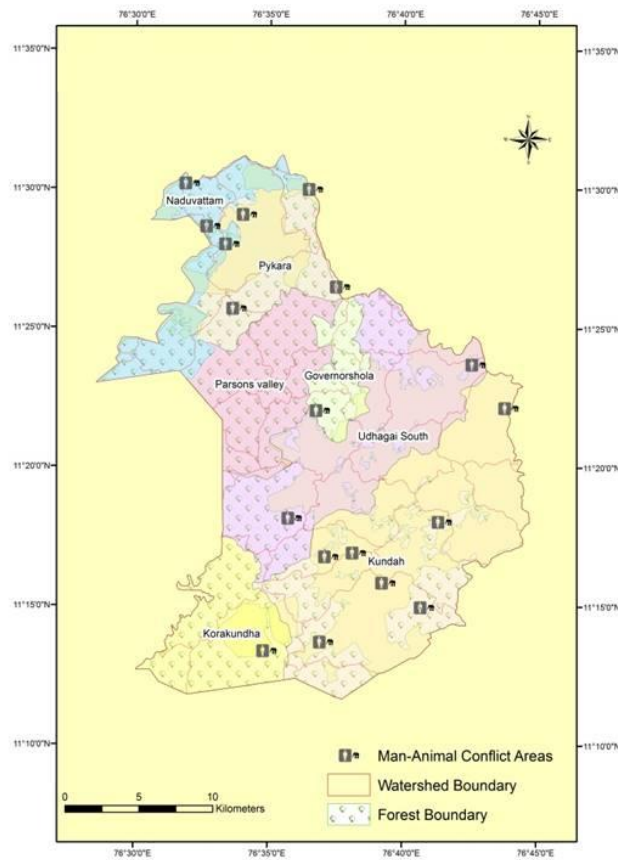 76°30'0"E 76°35'0"E 76°40'0"E 76°45'0"E
11°35'0"N 11°35'0"N
11°30'0"N 11°30'0"N
Naduvattam
Pykara
11°25'0"N 11°25'0"N
Governorshola
Parsons valley
Udhagai South
11°20'0"N 11°20'0"N
Kundah
11°15'0"N 11°15'0"N
Korakundha
11°10'0"N 11°10'0"N
Man-Animal Conflict Areas
Watershed Boundary
Forest Boundary
0 5 10
Kilometers
76°30'0"E 76°35'0"E 76°40'0"E 76°45'0"E